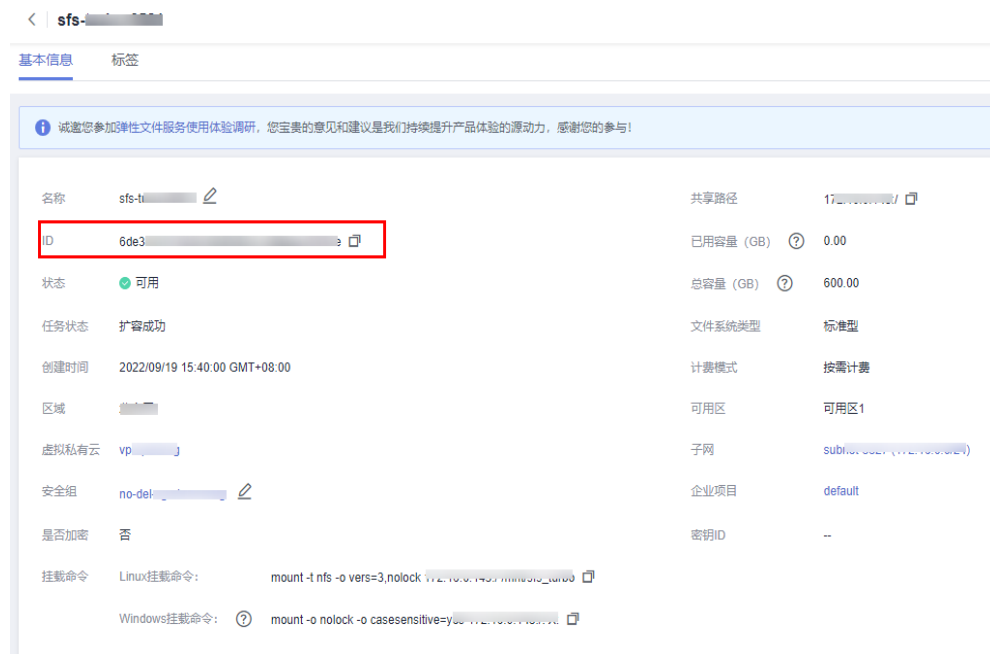 sfs-
基本信息 标签
诚邀您参加弹性文件服务使用体验调研，您宝贵的意见和建议是我们持续提升产品体验的源动力，感谢您的参与！
名称 sfs-t 共享路径
ID 6de3 e 已用容量（GB） 0.00
状态 可用 总容量（GB） 600.00
任务状态 扩容成功 文件系统类型 标准型
创建时间 2022/09/19 15:40:00 GMT+08:00 计费模式 按需计费
区域 可用区 可用区1
虚拟私有云 vp 子网
安全组 no-del- 企业项目 default
是否加密 否 密钥ID --
挂载命令 Linux挂载命令： mount -t nfs -o vers=3,nolock
Windows挂载命令： mount -o nolock -o casesensitive=